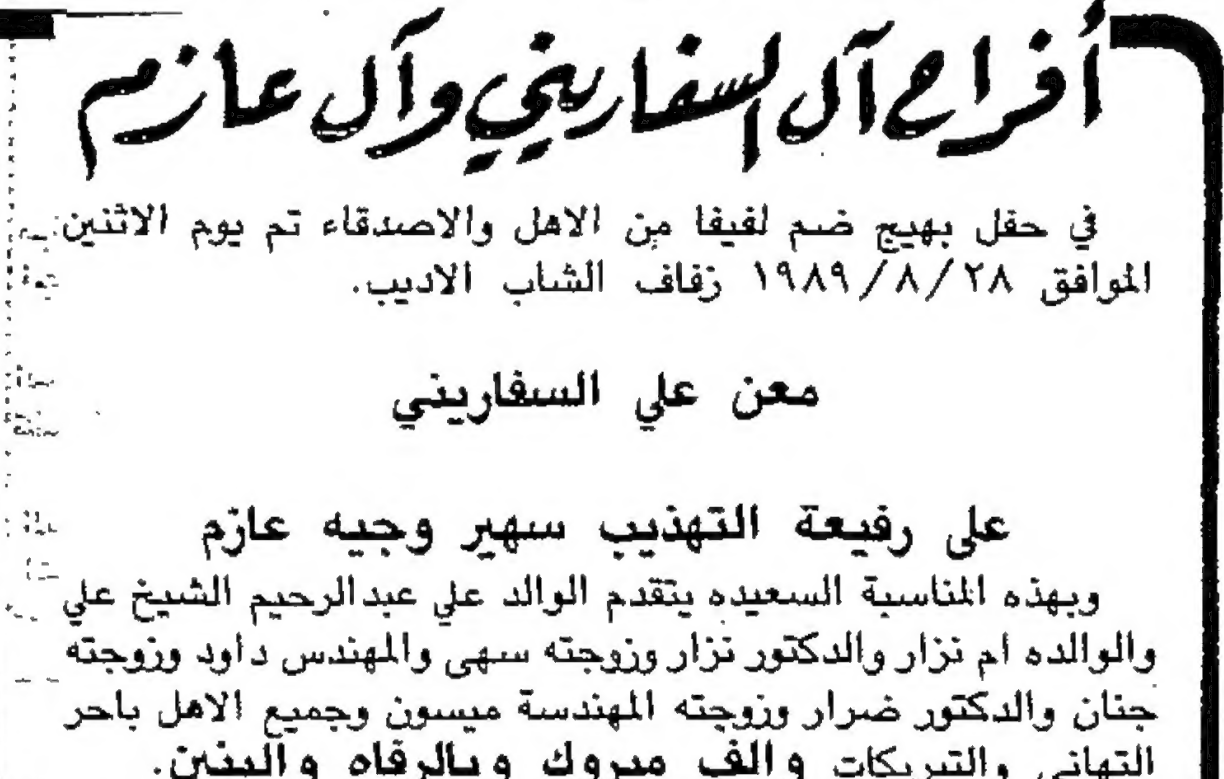 أفراح آل السفاريني وآل عازم
في حفل بهيج ضم لفيفا من الاهل والاصدقاء تم يوم الاثنين
الموافق ١٩٨٩/٨/٢٨ زفاف الشاب الاديب.
معن علي السفاريني
على رفيعة التهذيب سهير وجيه عازم
وبهذه المناسبة السعيده يتقدم الوالد علي عبدالرحيم الشيخ علي
والوالده ام نزار والدكتور نزار وزوجته سهى والمهندس داود وزوجته
جنان والدكتور ضرار وزوجته المهندسة ميسون وجميع الاهل باحر
التهاني والتبريكات والف مبروك وبالرفاه والبنين.